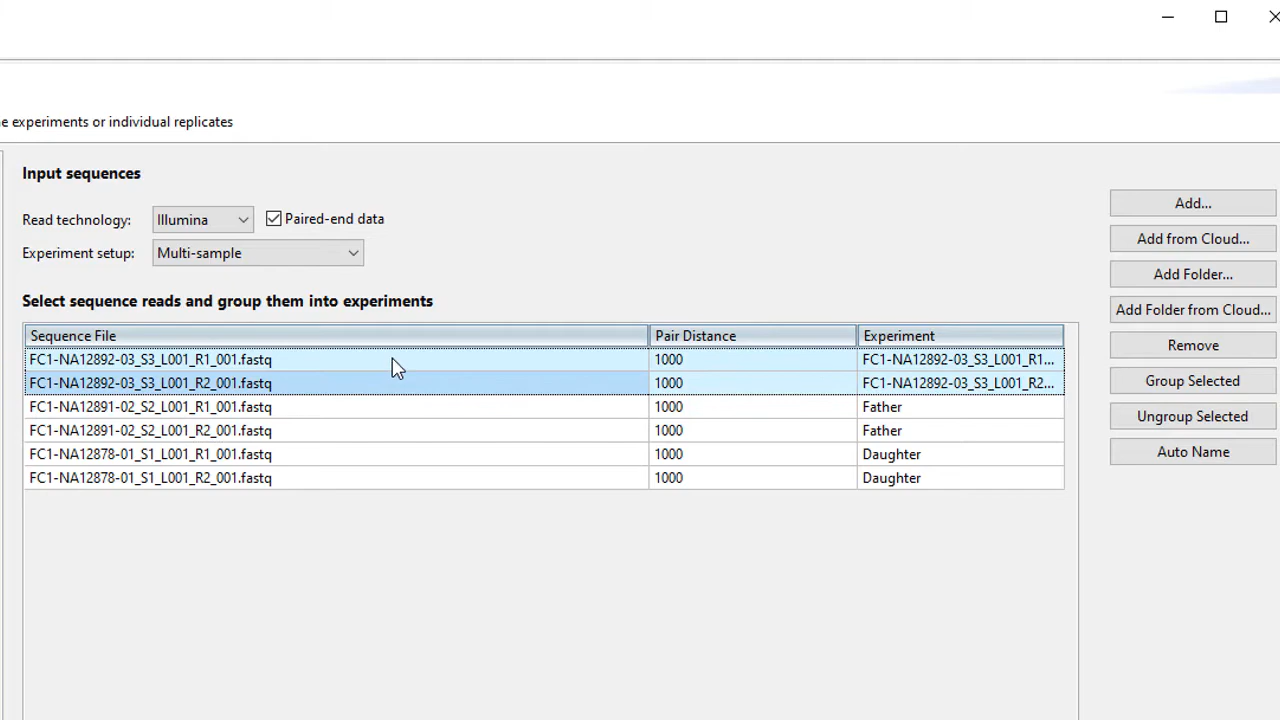 e experiments or individual replicates
Input sequences
Read technology: Illumina Paired-end data
Experiment setup: Multi-sample
Select sequence reads and group them into experiments
Sequence File Pair Distance Experiment
FC1-NA12892-03_S3_L001_R1_001.fastq 1000 FC1-NA12892-03_S3_L001_R1...
FC1-NA12892-03_S3_L001_R2_001.fastq 1000 FC1-NA12892-03_S3_L001_R2...
FC1-NA12891-02_S2_L001_R1_001.fastq 1000 Father
FC1-NA12891-02_S2_L001_R2_001.fastq 1000 Father
FC1-NA12878-01_S1_L001_R1_001.fastq 1000 Daughter
FC1-NA12878-01_S1_L001_R2_001.fastq 1000 Daughter
Add...
Add from Cloud...
Add Folder...
Add Folder from Cloud...
Remove
Group Selected
Ungroup Selected
Auto Name